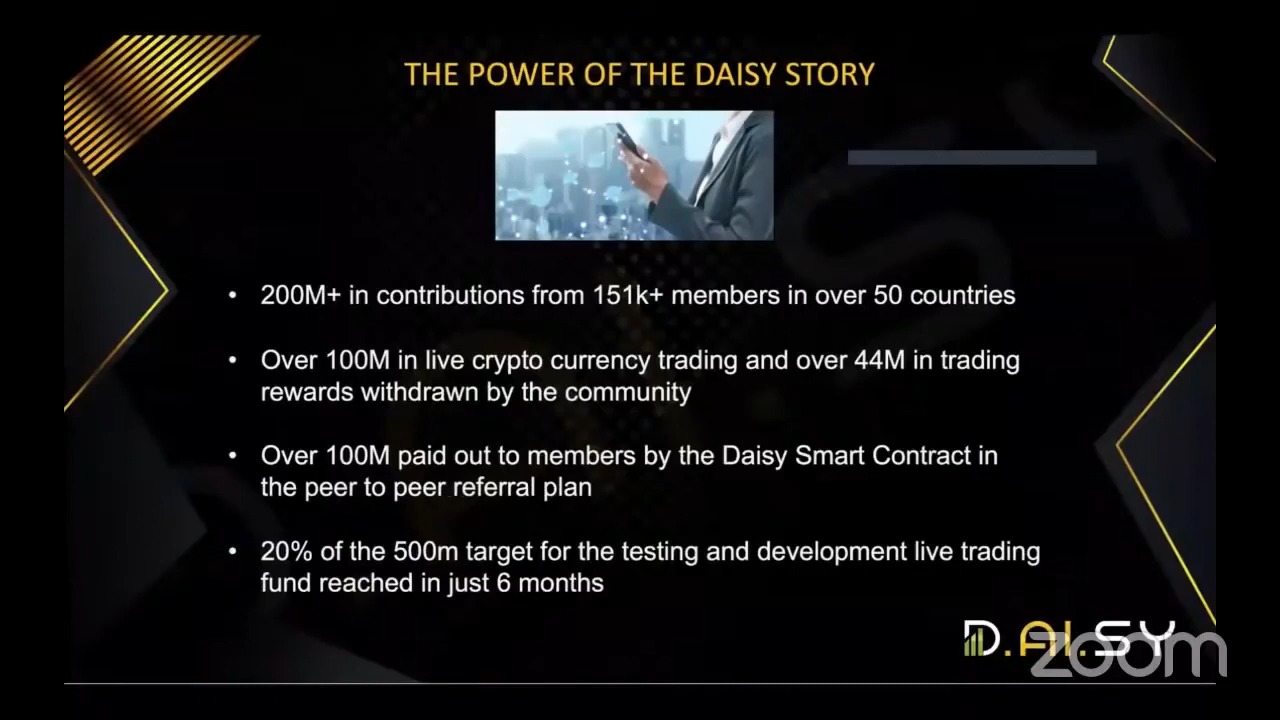 THE POWER OF THE DAISY STORY
• 200M+ in contributions from 151k+ members in over 50 countries
• Over 100M in live crypto currency trading and over 44M in trading
rewards withdrawn by the community
• Over 100M paid out to members by the Daisy Smart Contract in
the peer to peer referral plan
• 20% of the 500m target for the testing and development live trading
fund reached in just 6 months
D.AI.SY
zoom